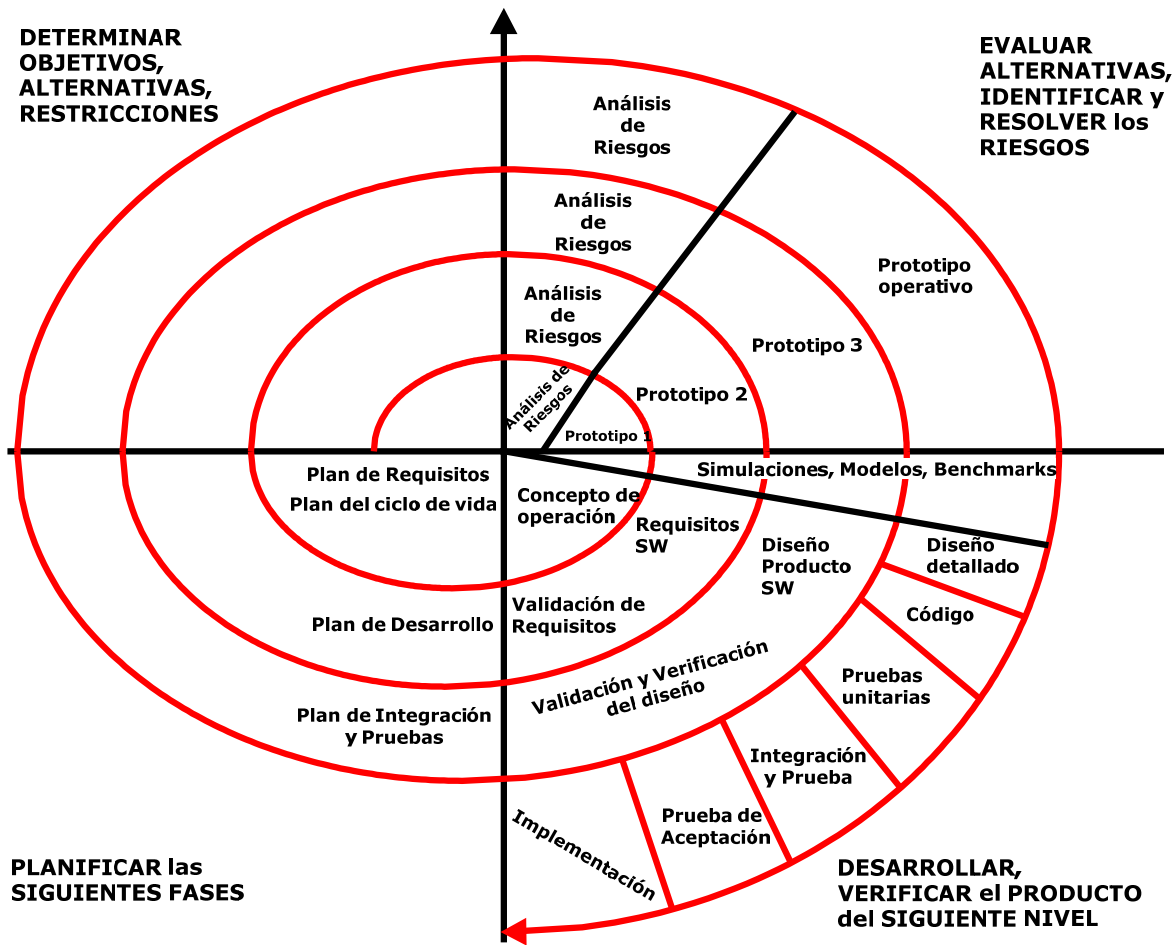 DETERMINAR
OBJETIVOS,
ALTERNATIVAS,
RESTRICCIONES
EVALUAR
ALTERNATIVAS,
IDENTIFICAR y
RESOLVER los
RIESGOS
Análisis
de
Riesgos
Análisis
de
Riesgos
Análisis
de
Riesgos
Análisis de
Riesgos
Prototipo 1
Prototipo 2
Prototipo 3
Prototipo
operativo
Simulaciones, Modelos, Benchmarks
Plan de Requisitos
Plan del ciclo de vida
Concepto de
operación
Requisitos
SW
Diseño
Producto
SW
Diseño
detallado
Código
Pruebas
unitarias
Integración
y Prueba
Prueba de
Aceptación
Implementación
Plan de Desarrollo
Validación de
Requisitos
Validación y Verificación
del diseño
Plan de Integración
y Pruebas
PLANIFICAR las
SIGUIENTES FASES
DESARROLLAR,
VERIFICAR el PRODUCTO
del SIGUIENTE NIVEL